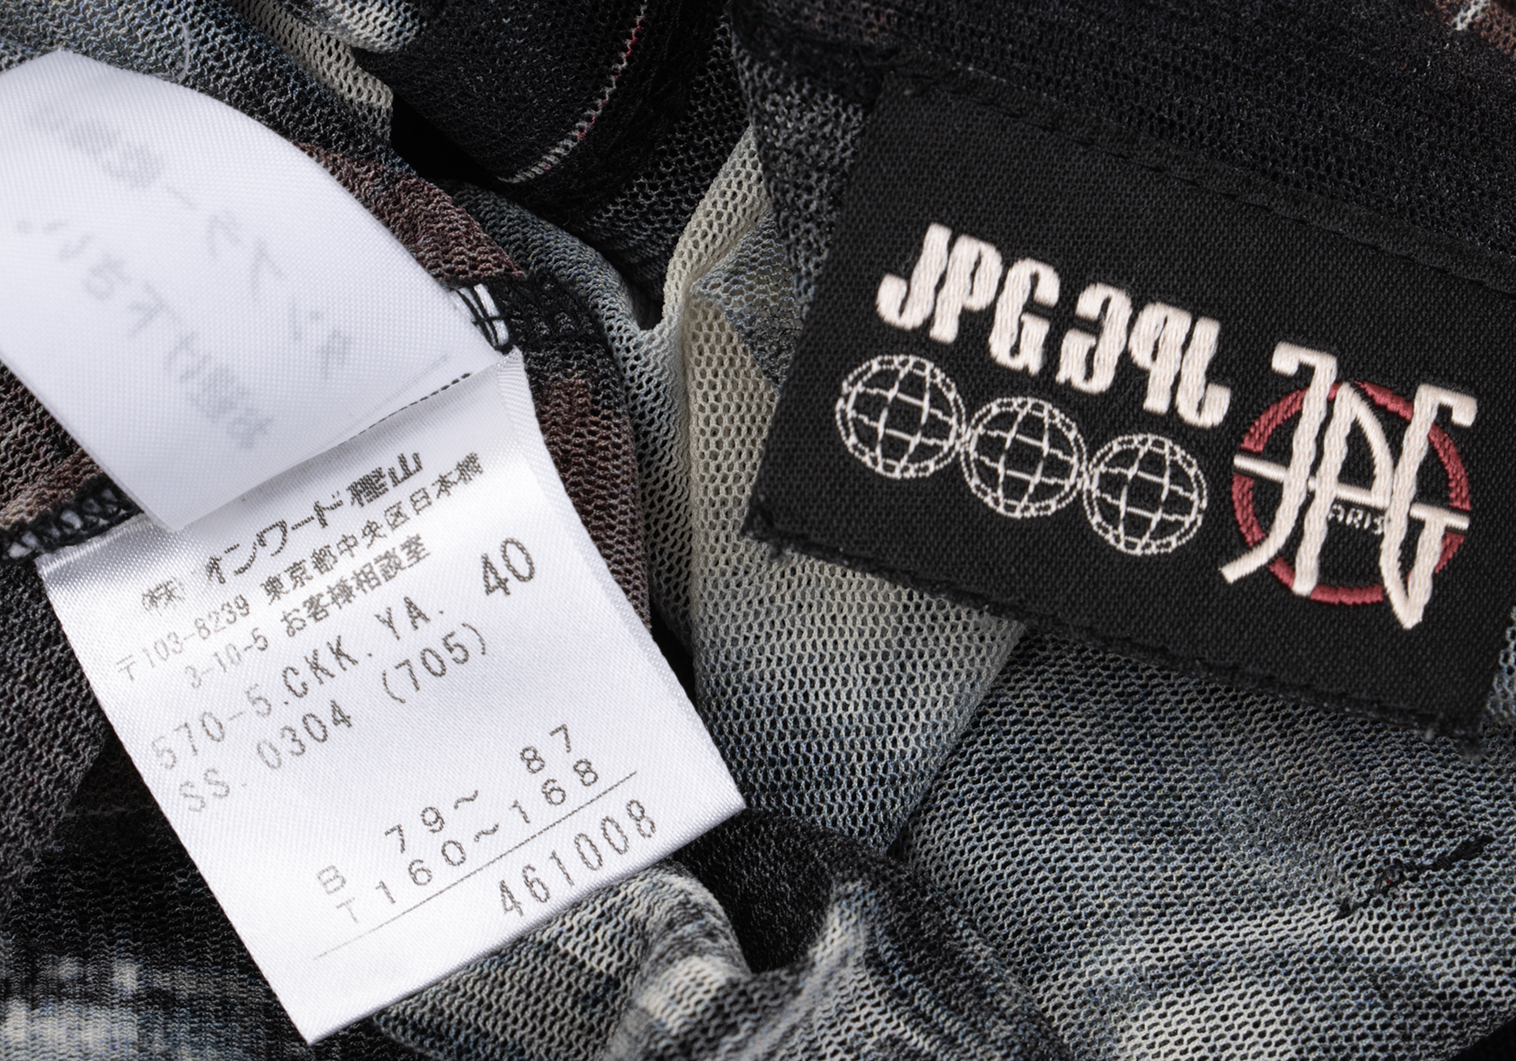 ㈱ オンワード樫山
〒103-8239 東京都中央区日本橋
3-10-5 お客様相談室
570-5.CKK.YA. 40
SS. 0304 (705)
B 79~ 87
T 160~168
461008
JPG
JPG
PARIS